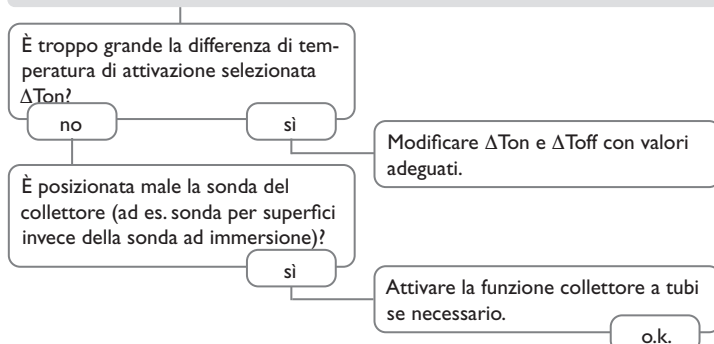 È troppo grande la differenza di tem-
peratura di attivazione selezionata
ΔTon?
no
sì
Modificare ΔTon e ΔToff con valori
adeguati.
È posizionata male la sonda del
collettore (ad es. sonda per superfici
invece della sonda ad immersione)?
sì
Attivare la funzione collettore a tubi
se necessario.
o.k.